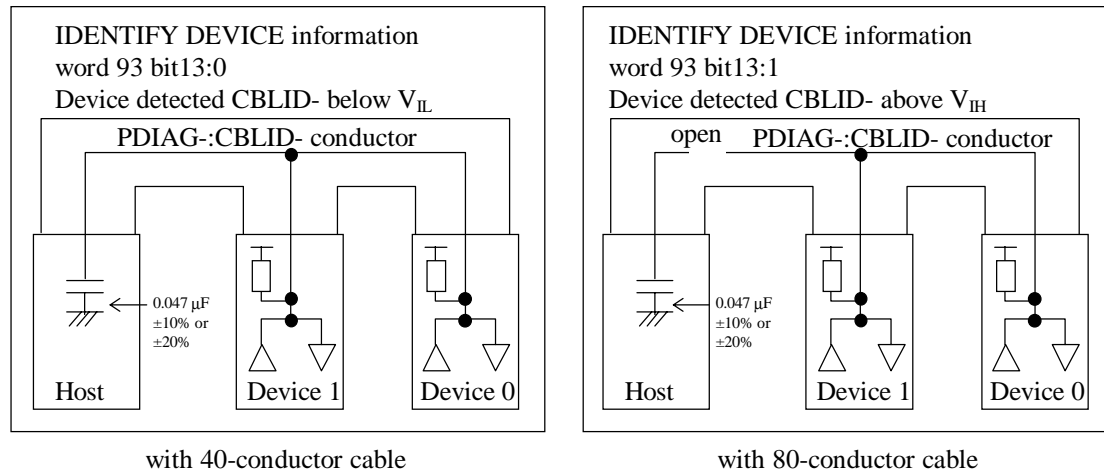 IDENTIFY DEVICE information
word 93 bit13:0
Device detected CBLID- below VIL
PDIAG-:CBLID- conductor
0.047 μF
±10% or
±20%
Host
Device 1
Device 0
with 40-conductor cable
IDENTIFY DEVICE information
word 93 bit13:1
Device detected CBLID- above VIH
open
PDIAG-:CBLID- conductor
0.047 μF
±10% or
±20%
Host
Device 1
Device 0
with 80-conductor cable